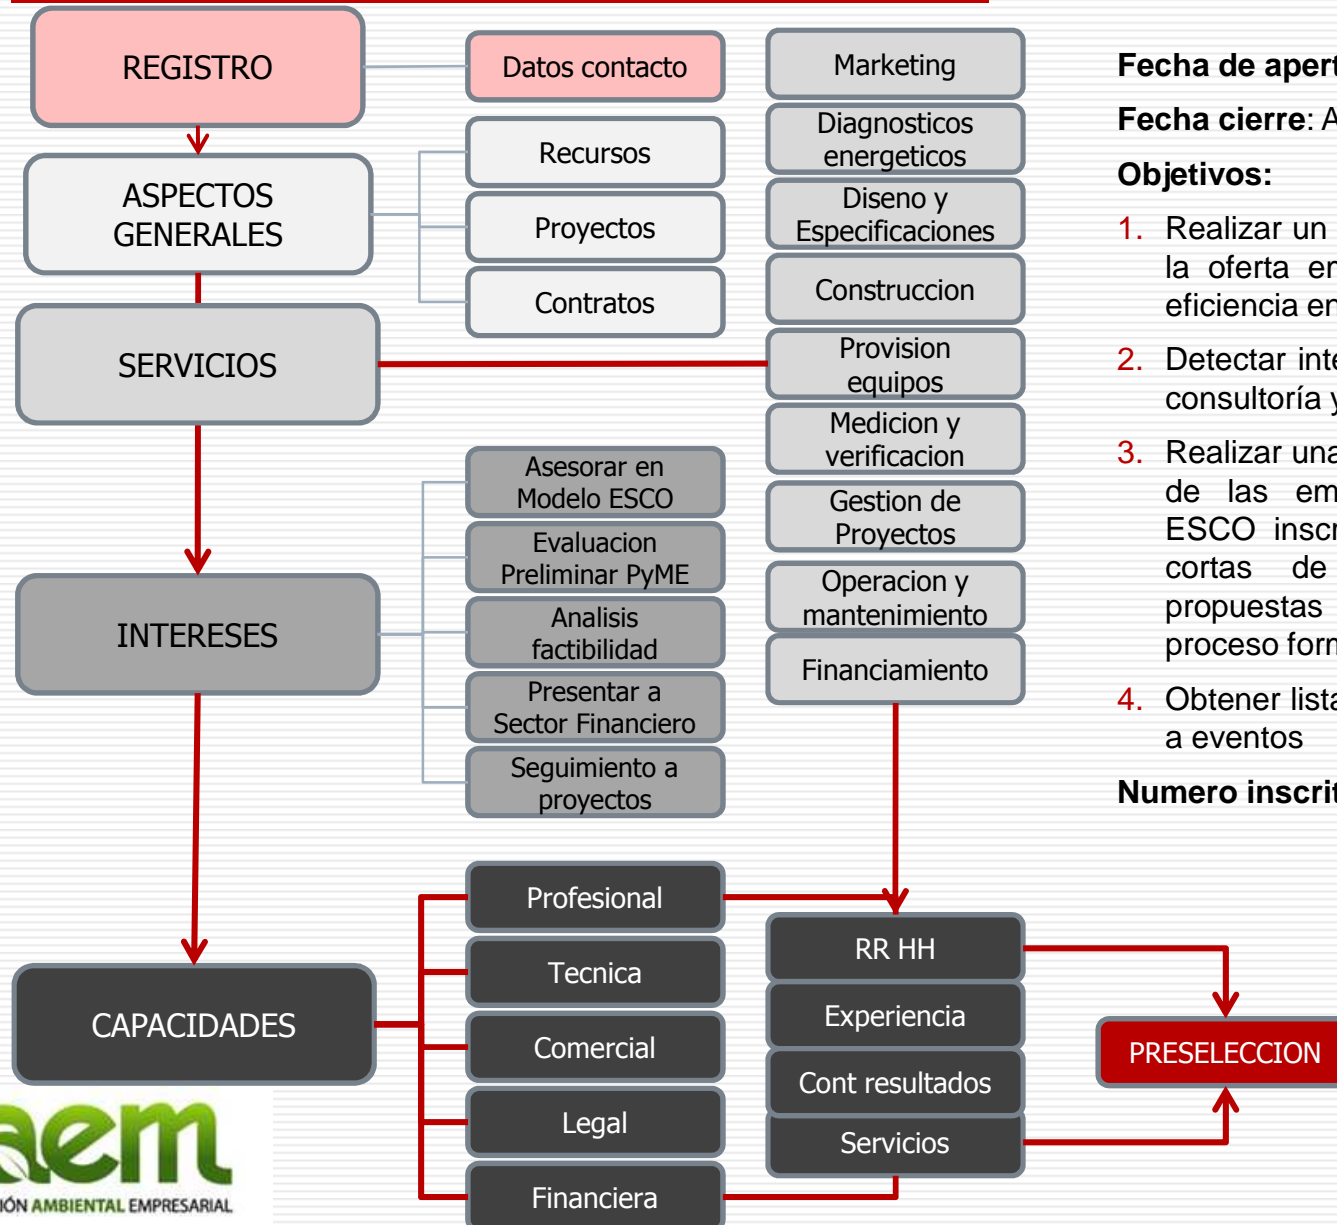 REGISTRO
Datos contacto
ASPECTOS
GENERALES
Recursos
Proyectos
Contratos
SERVICIOS
Marketing
Diagnosticos
energeticos
Diseno y
Especificaciones
Construccion
Provision
equipos
Medicion y
verificacion
Gestion de
Proyectos
Operacion y
mantenimiento
Financiamiento
INTERESES
Asesorar en
Modelo ESCO
Evaluacion
Preliminar PyME
Analisis
factibilidad
Presentar a
Sector Financiero
Seguimiento a
proyectos
CAPACIDADES
Profesional
Tecnica
Comercial
Legal
Financiera
RR HH
Experiencia
Cont resultados
Servicios
PRESELECCION
Fecha de apert
Fecha cierre: A
Objetivos:
1. Realizar un
la oferta en
eficiencia en
2. Detectar inte
consultoría y
3. Realizar una
de las em
ESCO inscr
cortas de
propuestas
proceso forn
4. Obtener lista
a eventos
Numero inscrit
aem
IÓN AMBIENTAL EMPRESARIAL